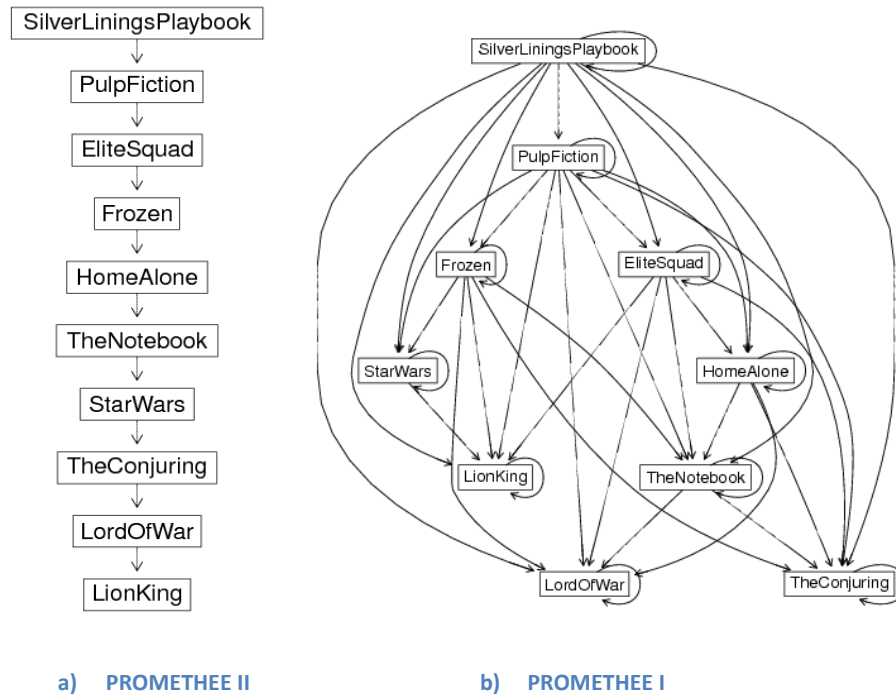 SilverLiningsPlaybook
PulpFiction
EliteSquad
Frozen
HomeAlone
TheNotebook
StarWars
TheConjuring
LordOfWar
LionKing
SilverLiningsPlaybook
PulpFiction
Frozen EliteSquad
StarWars HomeAlone
LionKing TheNotebook
LordOfWar TheConjuring
a) PROMETHEE II b) PROMETHEE I